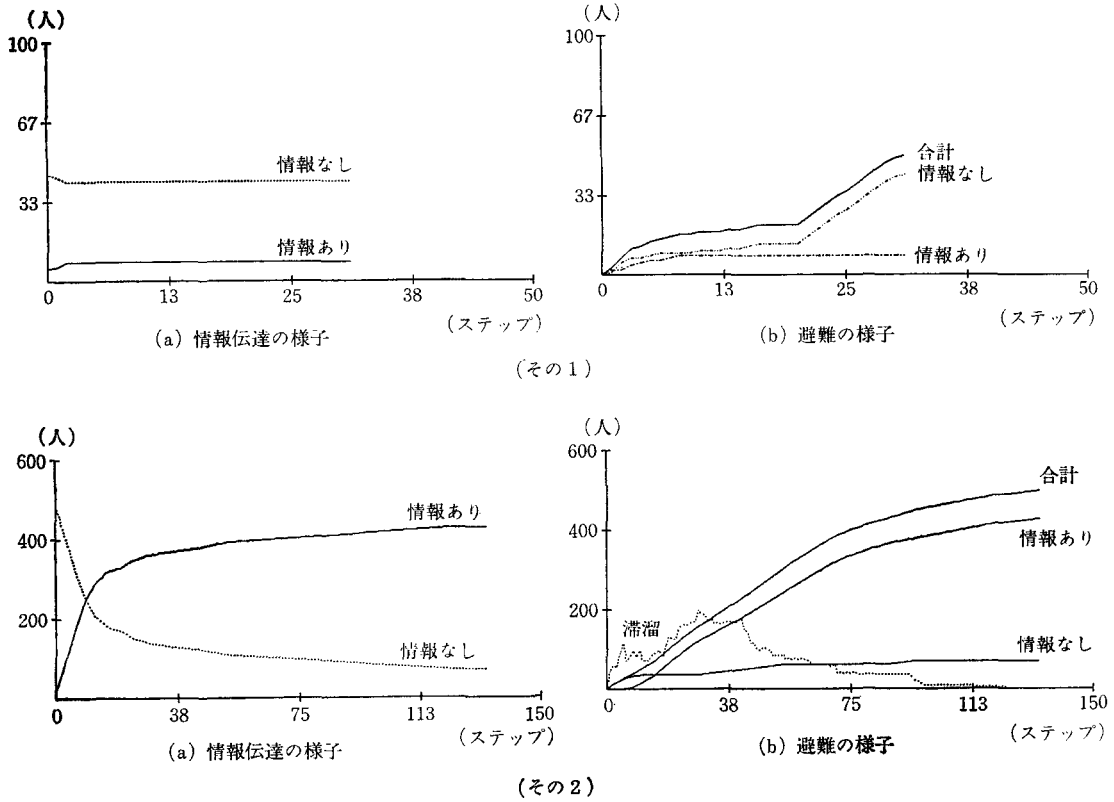 (人)
100
67
33
情報なし
情報あり
0 13 25 38 50
(ステップ)
(a) 情報伝達の様子
(人)
100
67
33
合計
情報なし
情報あり
0 13 25 38 50
(ステップ)
(b) 避難の様子
(その1)
(人)
600
400
200
情報あり
情報なし
0 38 75 113 150
(ステップ)
(a) 情報伝達の様子
(人)
600
400
200
合計
情報あり
滞溜
情報なし
0 38 75 113 150
(ステップ)
(b) 避難の様子
(その2)